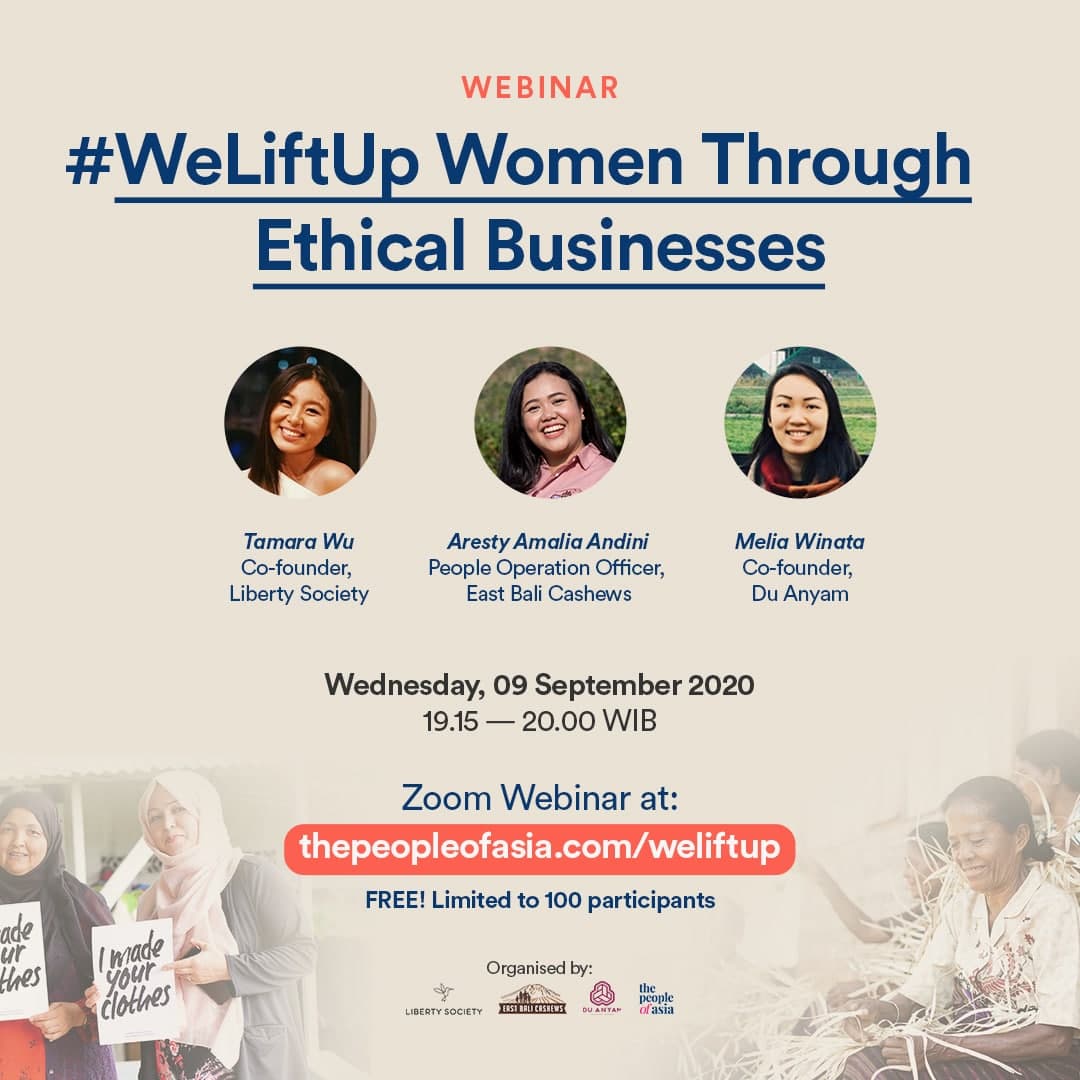 WEBINAR
#WeLiftUp Women Through
Ethical Businesses
Tamara Wu
Co-founder,
Liberty Society
Aresty Amalia Andini
People Operation Officer,
East Bali Cashews
Melia Winata
Co-founder,
Du Anyam
Wednesday, 09 September 2020
19.15 — 20.00 WIB
Zoom Webinar at:
thepeopleofasia.com/weliftup
FREE! Limited to 100 participants
ade
ur
thes
I made
your
clothes
Organised by:
LIBERTY SOCIETY
EAST BALI CASHEWS
DU ANYAM
the
people
of asia